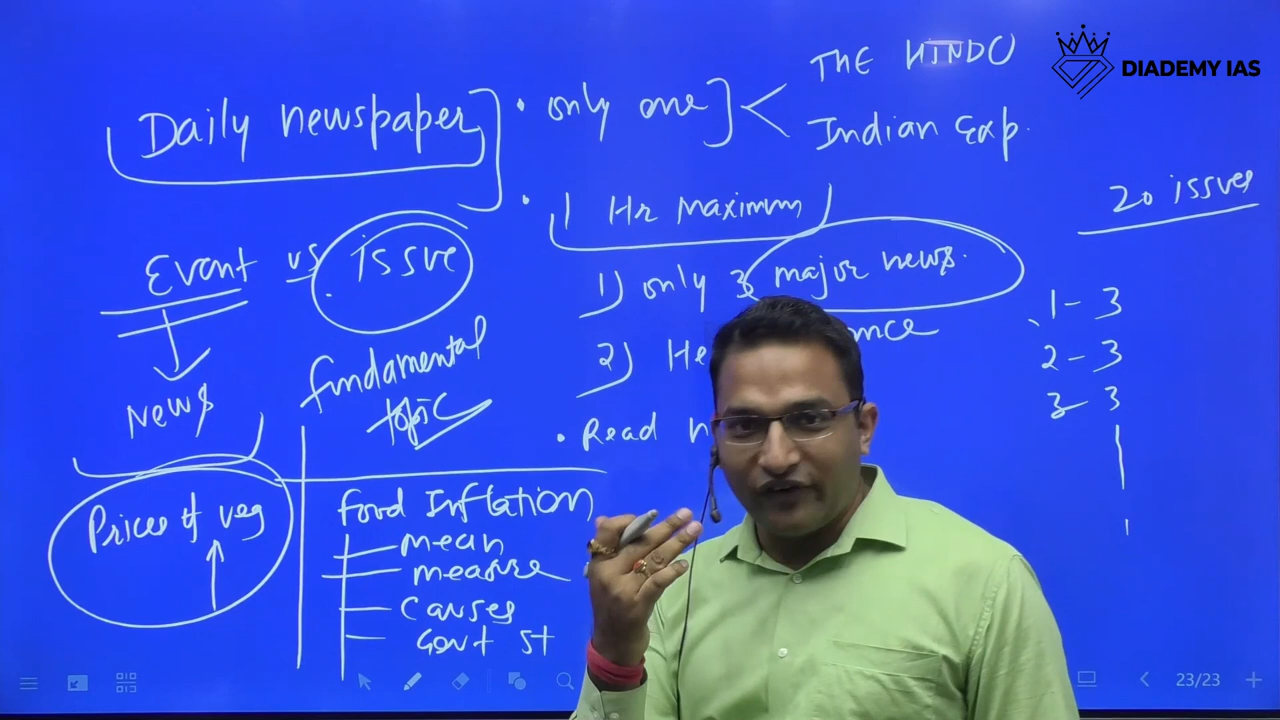 DIADEMY IAS
Daily newspaper
• only one
THE HINDU
Indian Exp.
• 1 Hr Maximum
1) only 3 major news.
2)
• Read
20 issues
1 - 3
2 - 3
3 - 3
Event vs issue
News
fundamental
topic
Prices of veg ↑
Food Inflation
mean
measure
causes
Govt st
23/23